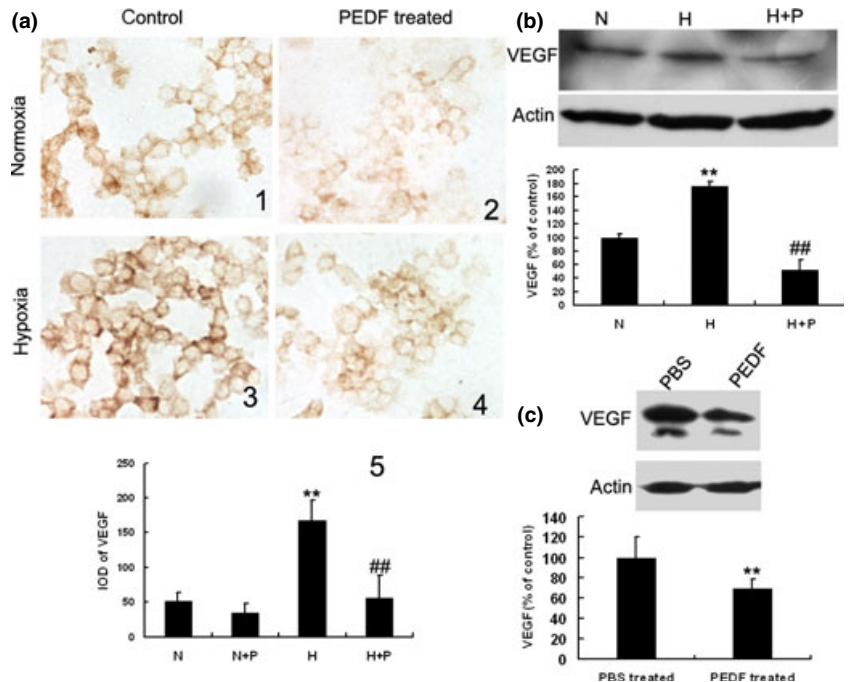 (a)
Control PEDF treated
Normoxia
1
2
Hypoxia
3
4
5
250
200
150
100
50
0
IOD of VEGF
**
##
N N+P H H+P
(b)
N H H+P
VEGF
Actin
200
180
160
140
120
100
80
60
40
20
0
VEGF (% of control)
**
##
N H H+P
(c)
PBS PEDF
VEGF
Actin
140
120
100
80
60
40
20
0
VEGF (% of control)
**
PBS treated PEDF treated